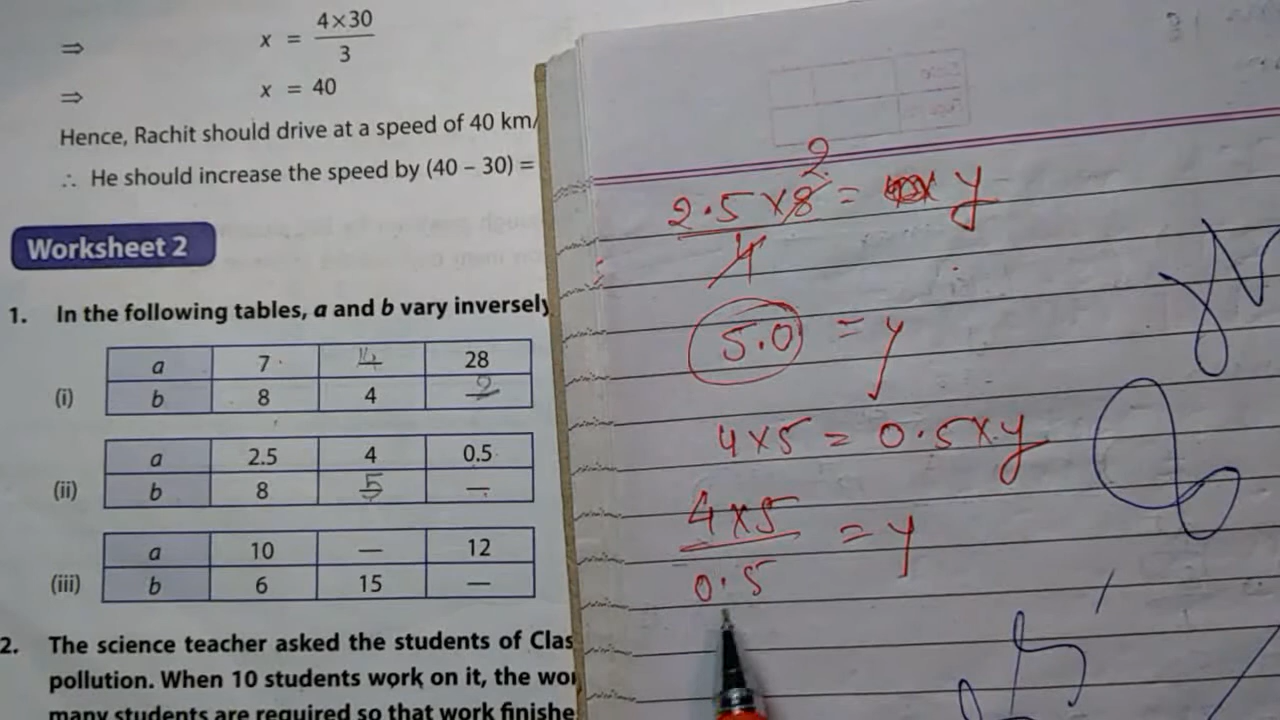 ⇒ x = 4×30
3
⇒ x = 40
Hence, Rachit should drive at a speed of 40 km/
∴ He should increase the speed by (40 – 30) =
Worksheet 2
1. In the following tables, a and b vary inversely
(i)
a 7 14 28
b 8 4 2
(ii)
a 2.5 4 0.5
b 8 5 —
(iii)
a 10 — 12
b 6 15 —
2. The science teacher asked the students of Clas
pollution. When 10 students work on it, the wor
many students are required so that work finishe
2
2.5 × 8 = y
4
5.0 = y
4 × 5 = 0.5 × y
4 × 5 = y
0.5